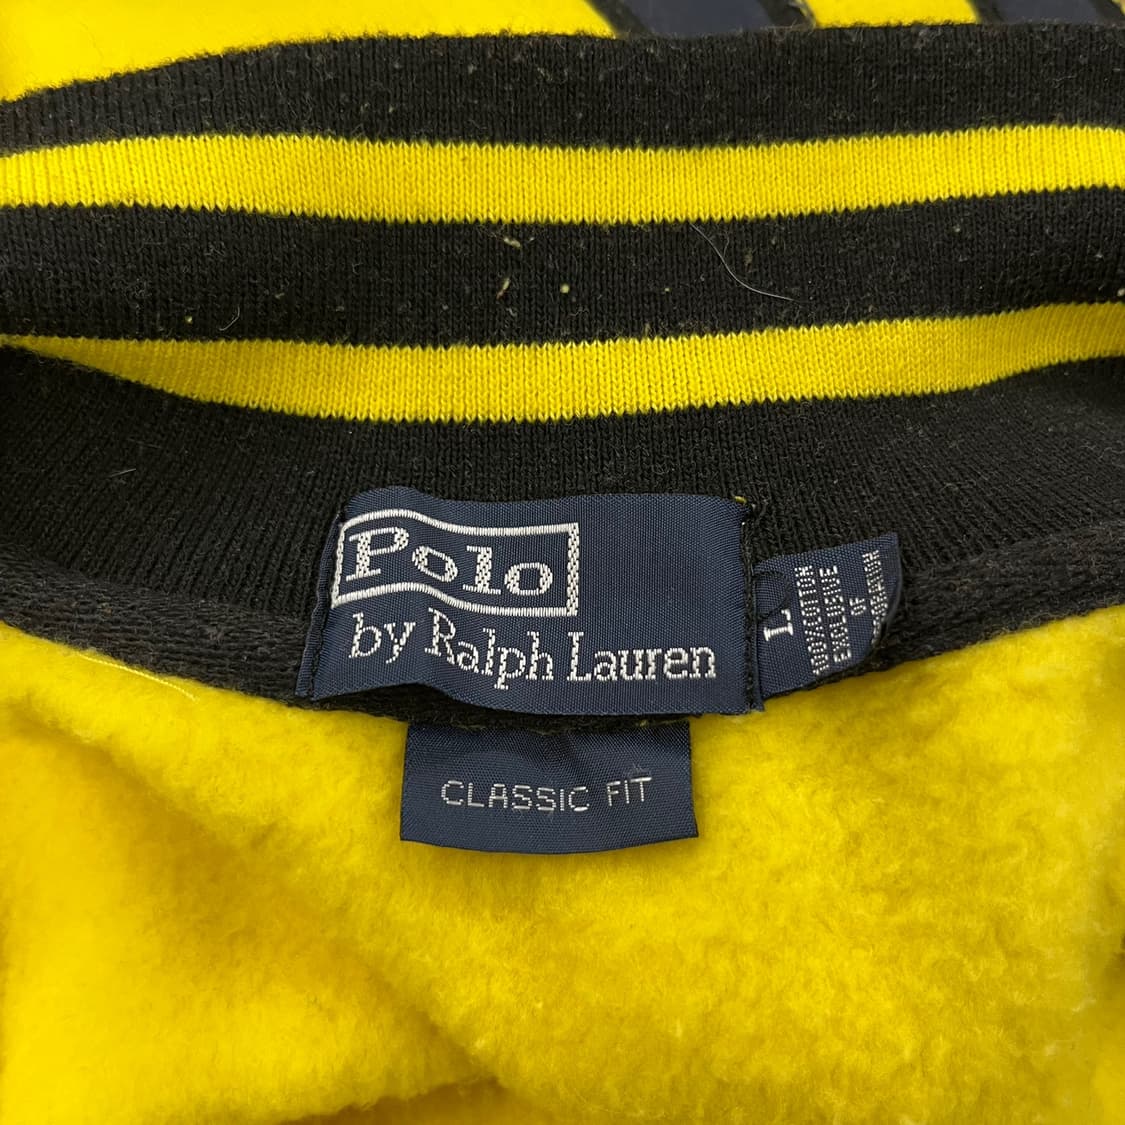 Polo
by Ralph Lauren
L
100% COTTON
EXCLUSIVE
OF
CLASSIC FIT